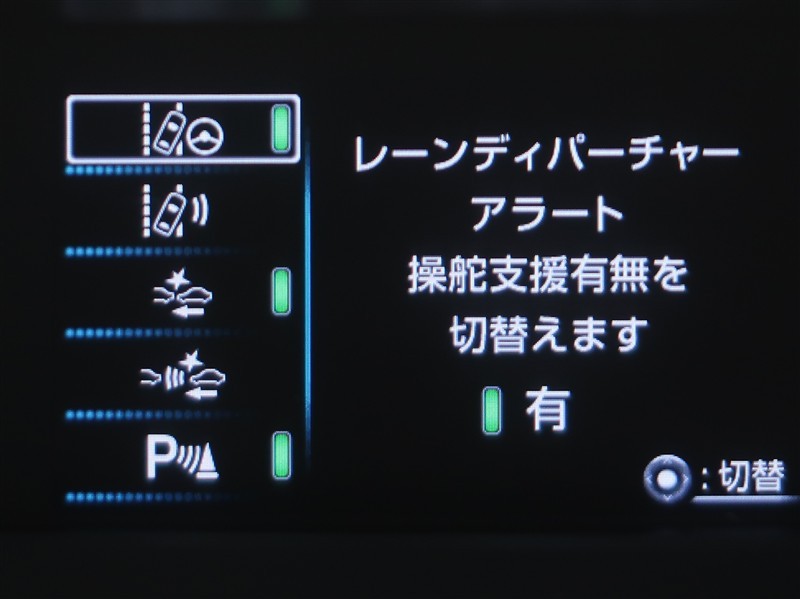 レーンディパーチャー
アラート
操舵支援有無を
切替えます
有
P
:切替